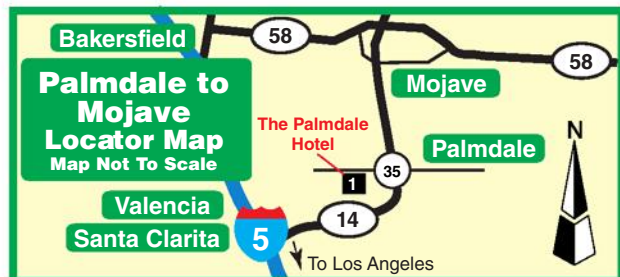 Bakersfield
58
58
Palmdale to
Mojave
Locator Map
Map Not To Scale
Mojave
The Palmdale
Hotel
35
Palmdale
N
1
Valencia
Santa Clarita
5
14
To Los Angeles